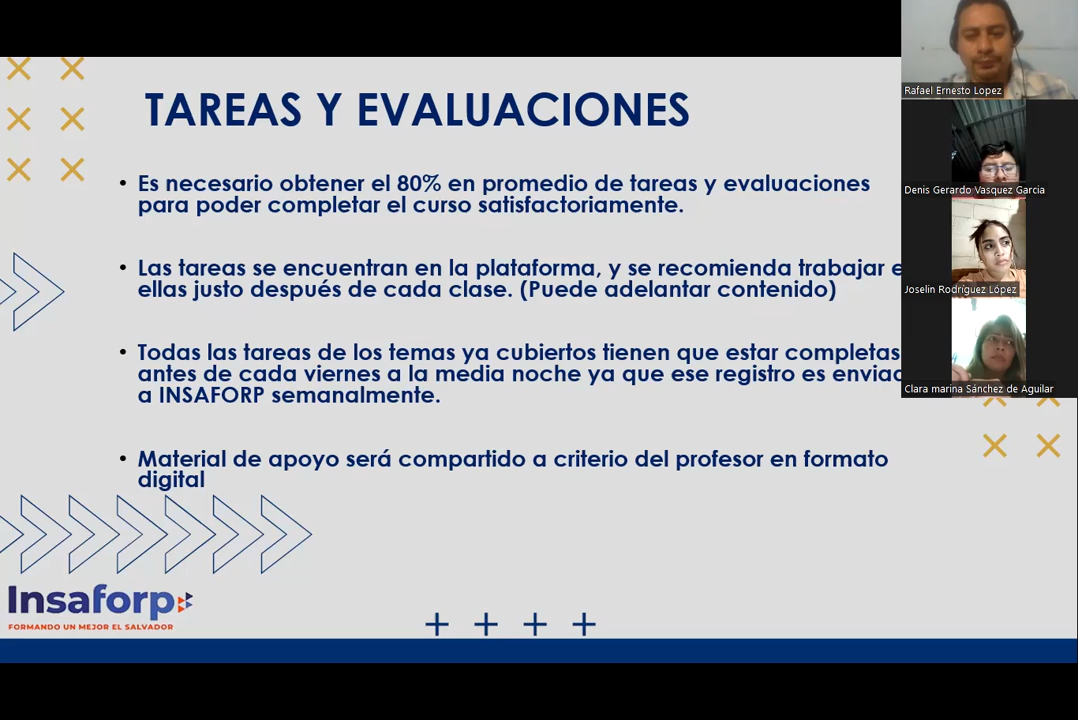 TAREAS Y EVALUACIONES
• Es necesario obtener el 80% en promedio de tareas y evaluaciones
para poder completar el curso satisfactoriamente.
• Las tareas se encuentran en la plataforma, y se recomienda trabajar
ellas justo después de cada clase. (Puede adelantar contenido)
• Todas las tareas de los temas ya cubiertos tienen que estar completas
antes de cada viernes a la media noche ya que ese registro es
a INSAFORP semanalmente.
• Material de apoyo será compartido a criterio del profesor en formato
digital
Insaforp
FORMANDO UN MEJOR EL SALVADOR
Rafael Ernesto Lopez
Denis Gerardo Vasquez Garcia
Joselin Rodríguez López
Clara marina Sánchez de Aguilar